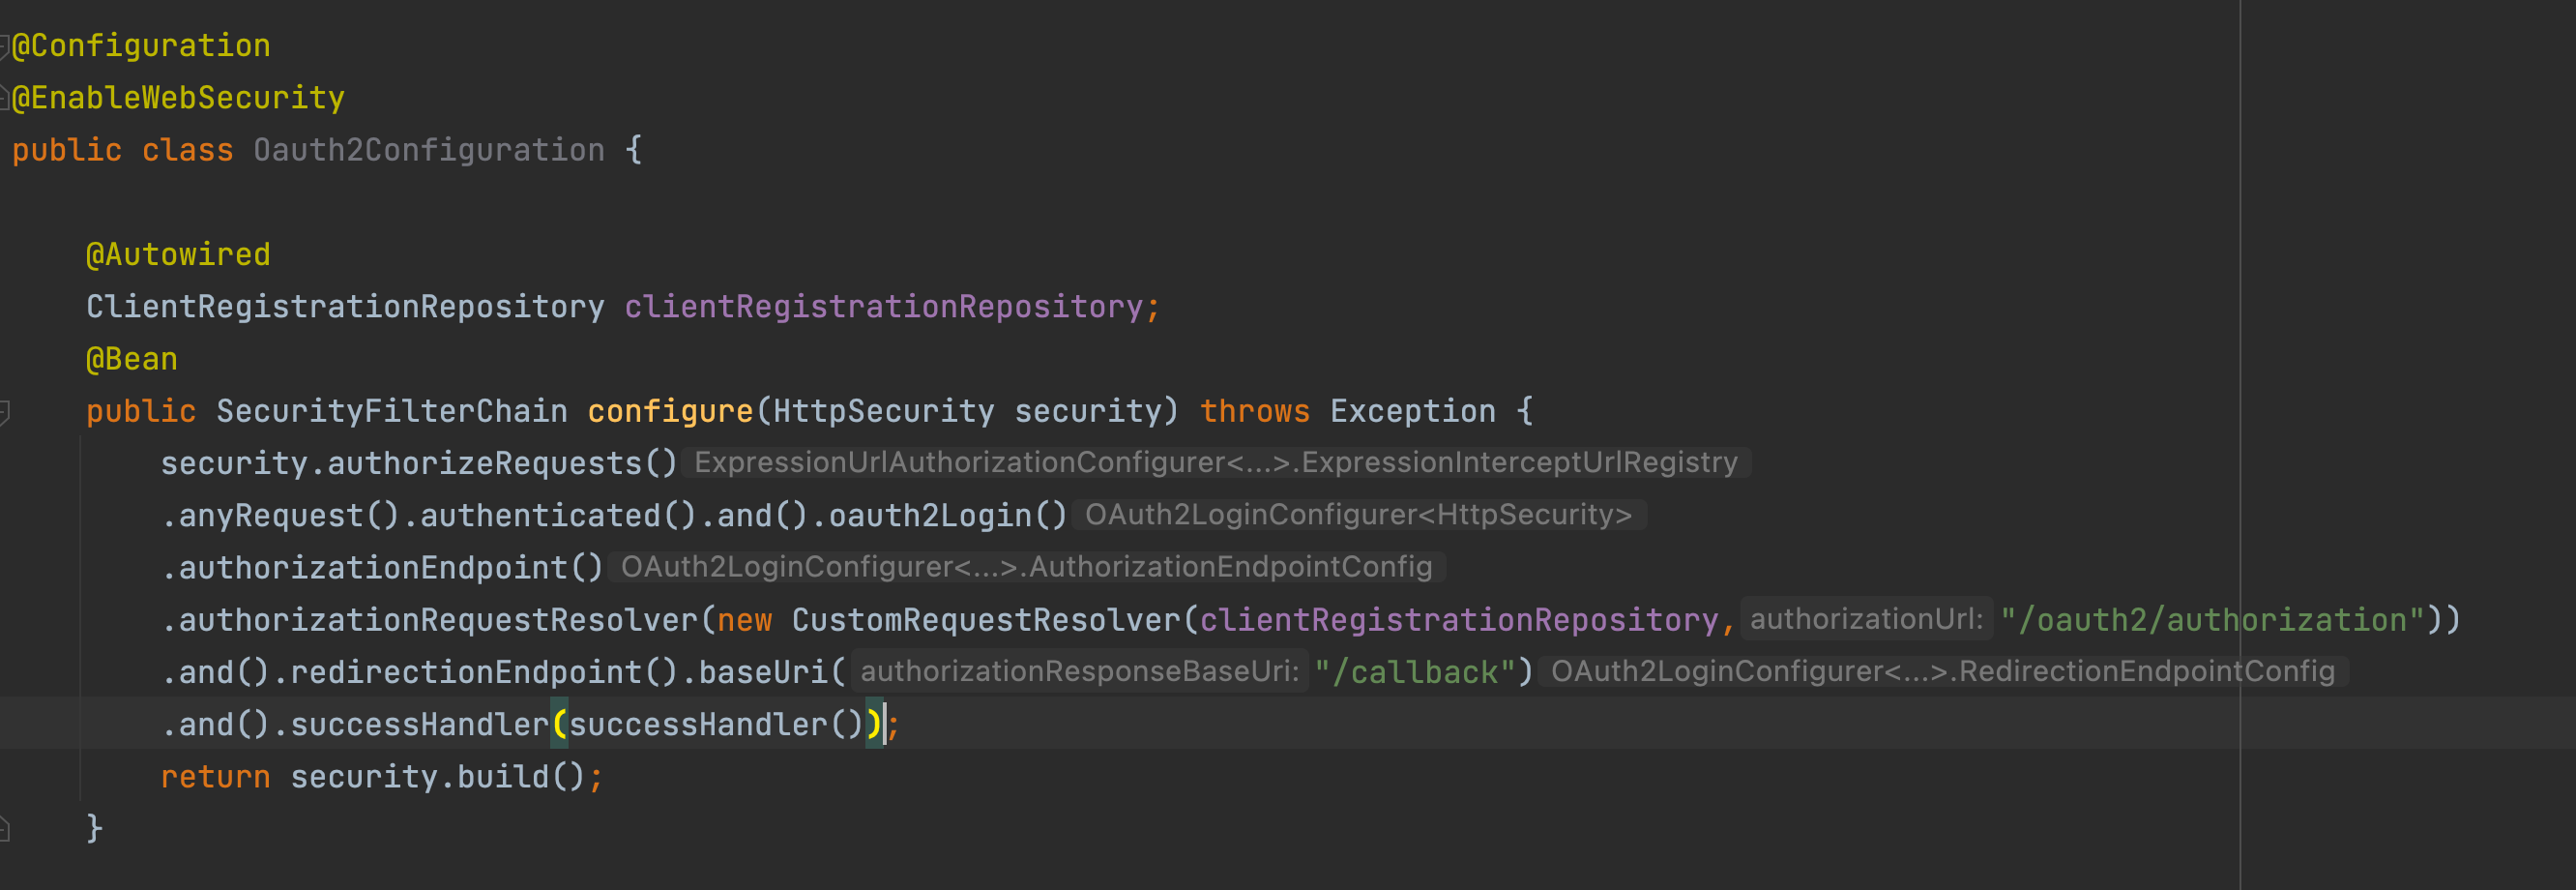 @Configuration
@EnableWebSecurity
public class Oauth2Configuration {
@Autowired
ClientRegistrationRepository clientRegistrationRepository;
@Bean
public SecurityFilterChain configure(HttpSecurity security) throws Exception {
security.authorizeRequests() ExpressionUrlAuthorizationConfigurer<...>.ExpressionInterceptUrlRegistry
.anyRequest().authenticated().and().oauth2Login() OAuth2LoginConfigurer<HttpSecurity>
.authorizationEndpoint() OAuth2LoginConfigurer<...>.AuthorizationEndpointConfig
.authorizationRequestResolver(new CustomRequestResolver(clientRegistrationRepository, authorizationUrl: "/oauth2/authorization"))
.and().redirectionEndpoint().baseUri( authorizationResponseBaseUri: "/callback") OAuth2LoginConfigurer<...>.RedirectionEndpointConfig
.and().successHandler(successHandler());
return security.build();
}